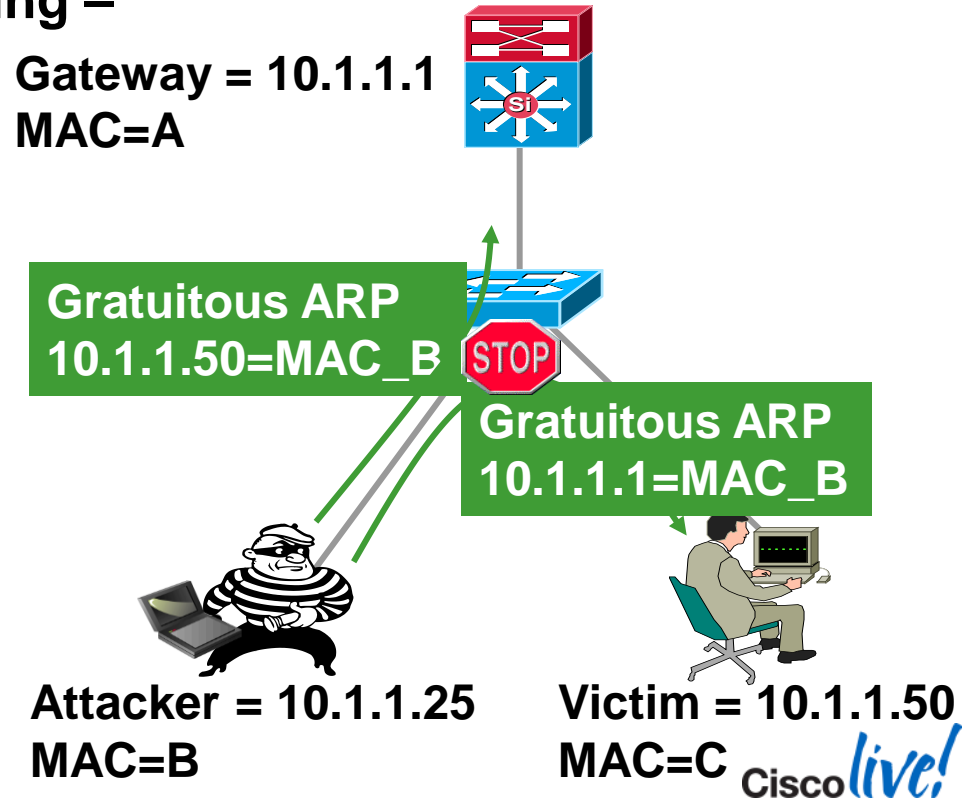 Gateway = 10.1.1.1
MAC=A
Si
Gratuitous ARP
10.1.1.50=MAC_B
STOP
Gratuitous ARP
10.1.1.1=MAC_B
Attacker = 10.1.1.25
MAC=B
Victim = 10.1.1.50
MAC=C
Cisco live!